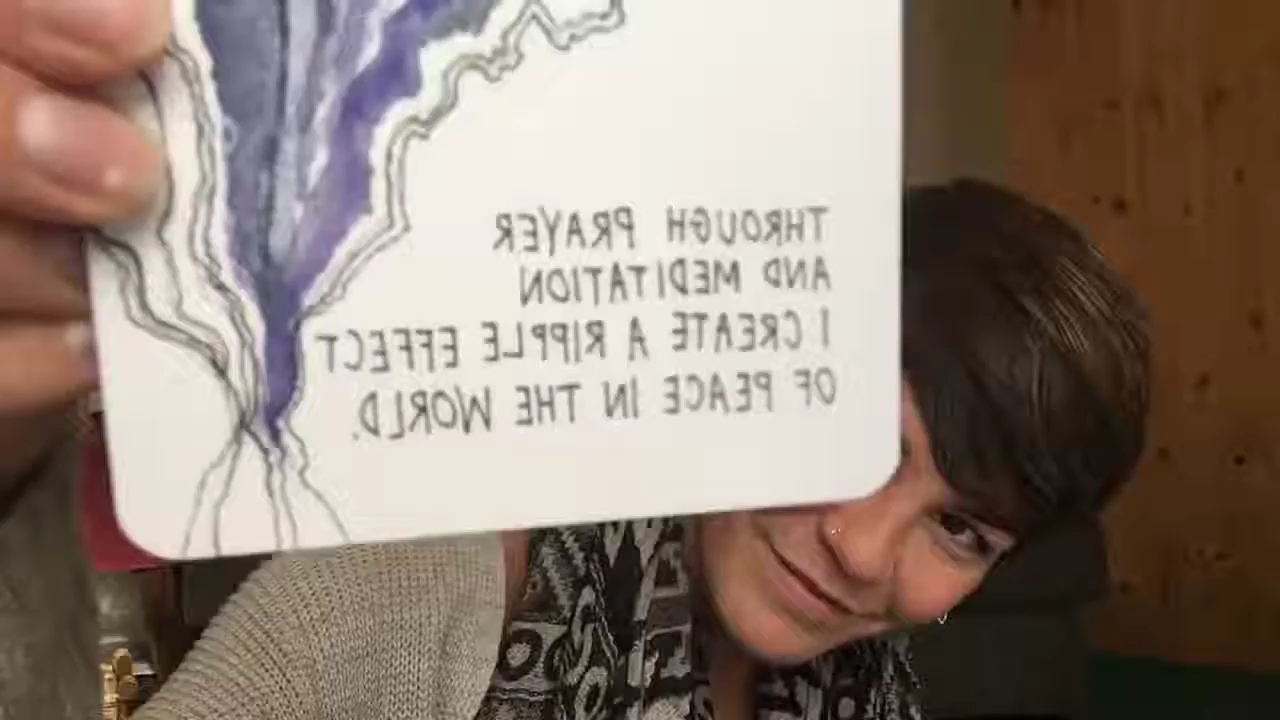 THROUGH PRAYER
AND MEDITATION
I CREATE A RIPPLE EFFECT
OF PEACE IN THE WORLD.